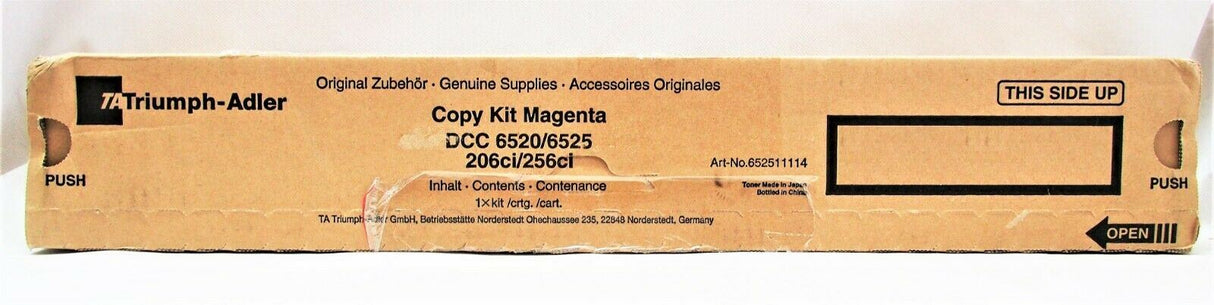 TA Triumph-Adler
Original Zubehör · Genuine Supplies · Accessoires Originales
Copy Kit Magenta
DCC 6520/6525
206ci/256ci
Art-No.652511114
Inhalt · Contents · Contenance
1×kit /crtg. /cart.
Toner Made in Japan
Bottled in China
TA Triumph-Adler GmbH, Betriebsstätte Norderstedt Ohechaussee 235, 22848 Norderstedt, Germany
THIS SIDE UP
PUSH
PUSH
OPEN